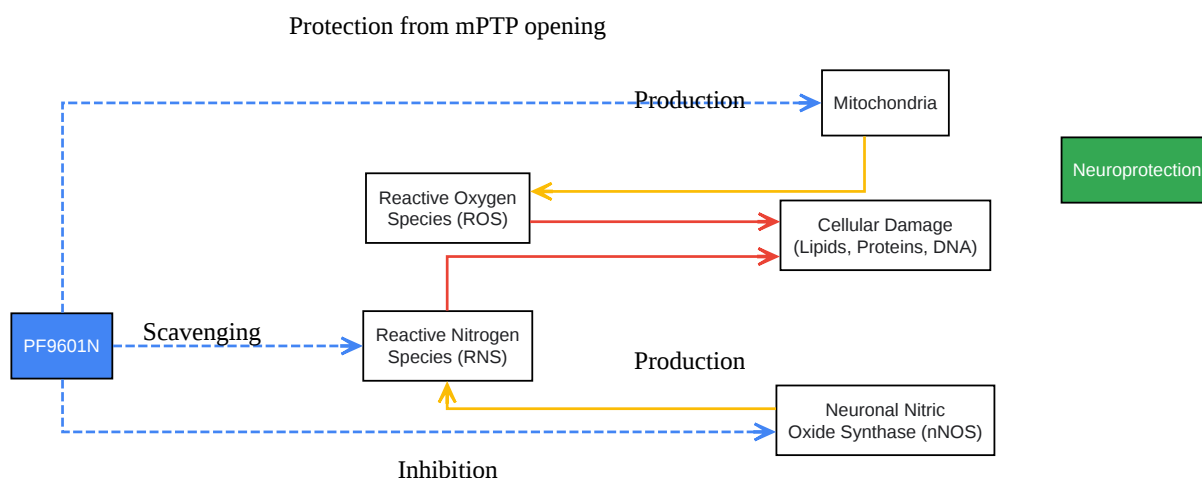 Protection from mPTP opening
Production
Mitochondria
Neuroprotection
Reactive Oxygen
Species (ROS)
Cellular Damage
(Lipids, Proteins, DNA)
PF9601N
Scavenging
Reactive Nitrogen
Species (RNS)
Production
Neuronal Nitric
Oxide Synthase (nNOS)
Inhibition